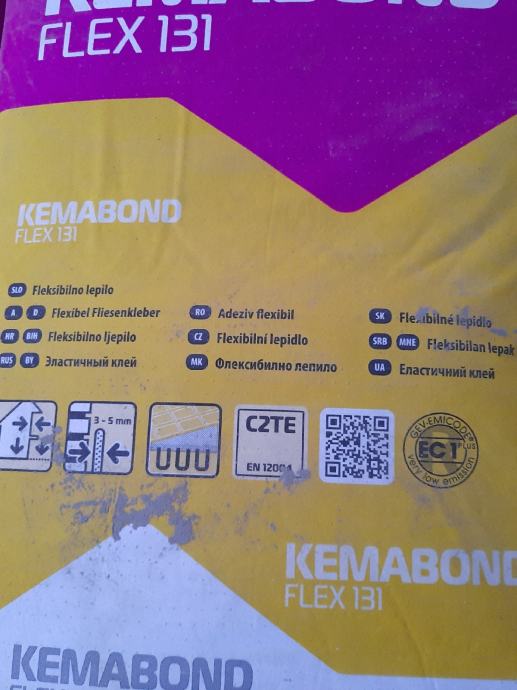 FLEX 131
KEMABOND
FLEX 131
SLO Fleksibilno lepilo
A D Flexibel Fliesenkleber
HR BIH Fleksibilno ljepilo
RUS BY Эластичный клей
RO Adeziv flexibil
CZ Flexibilní lepidlo
MK Флексибилно лепило
SK lepidlo
SRB MNE Fleksibilan lepak
UA Еластичний клей
3 - 5 mm
C2TE
EN 12004
GEV-EMICODE
EC 1 PLUS
very low emission
KEMABOND
FLEX 131
KEMABOND